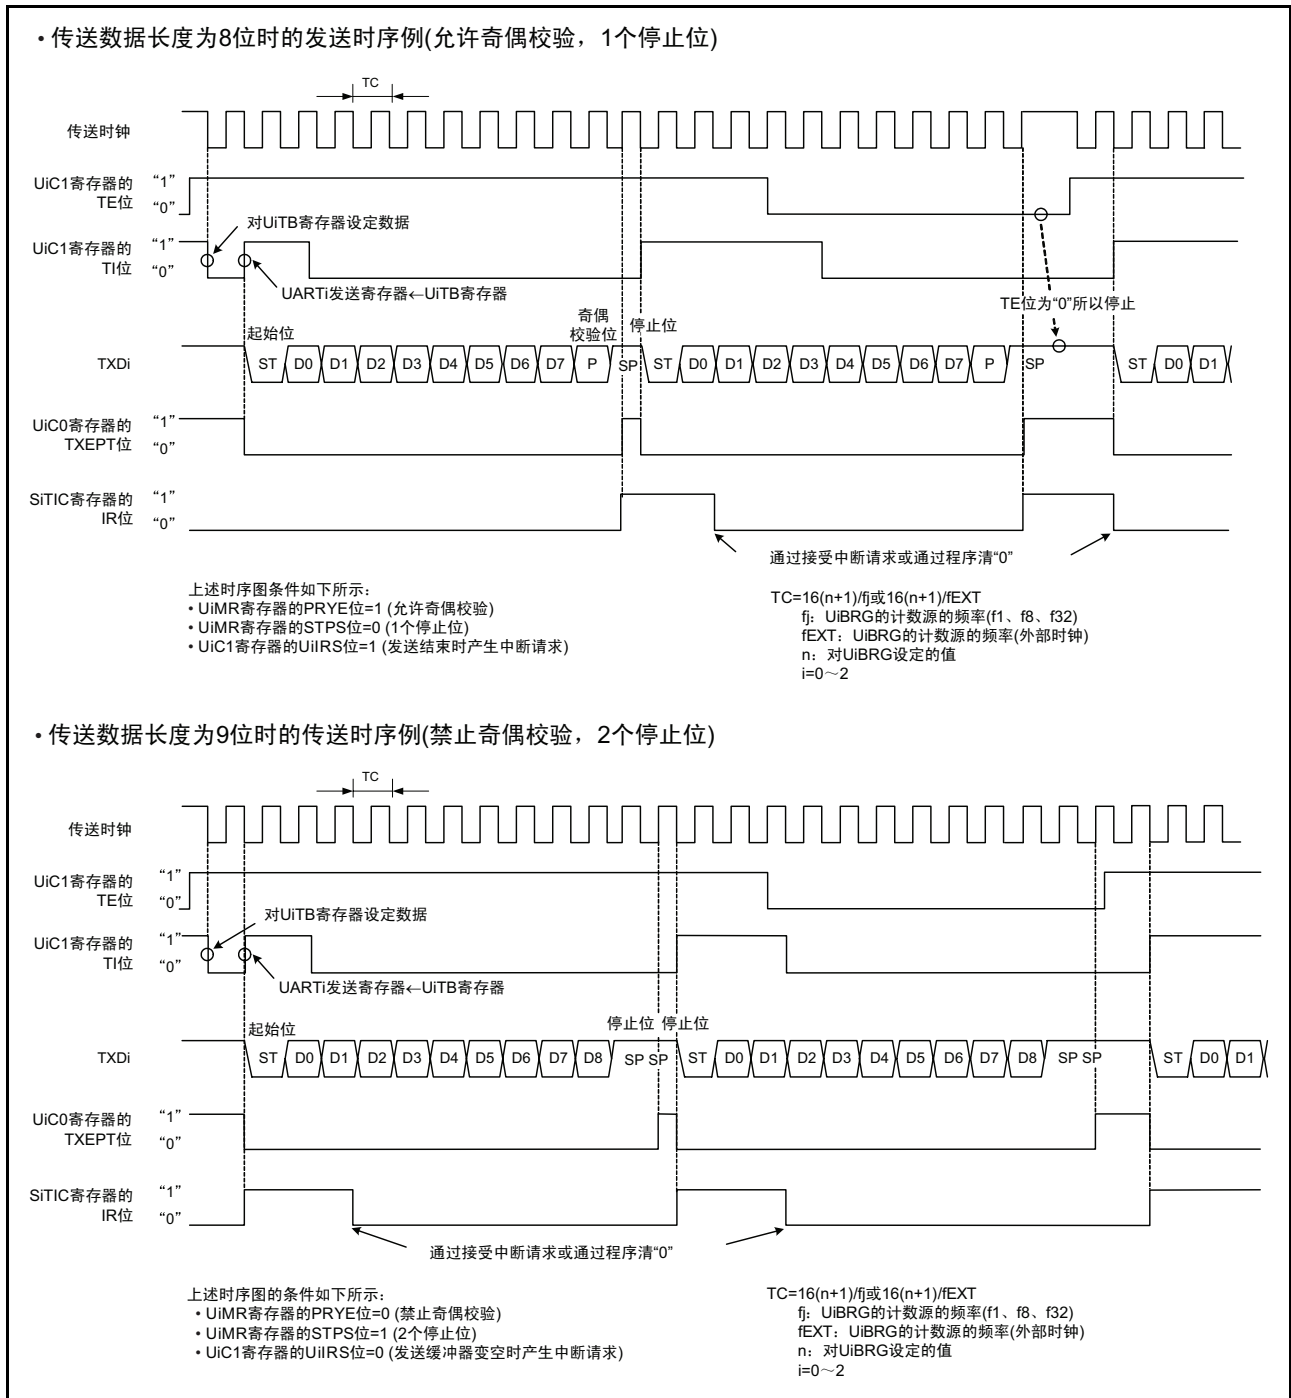 • 传送数据长度为8位时的发送时序例(允许奇偶校验，1个停止位)
TC
传送时钟
UiC1寄存器的 “1”
TE位 “0”
对UiTB寄存器设定数据
UiC1寄存器的 “1”
TI位 “0”
UARTi发送寄存器←UiTB寄存器
TE位为“0”所以停止
起始位
奇偶
校验位
停止位
TXDi ST D0 D1 D2 D3 D4 D5 D6 D7 P SP ST D0 D1 D2 D3 D4 D5 D6 D7 P SP ST D0 D1
UiC0寄存器的 “1”
TXEPT位 “0”
SiTIC寄存器的 “1”
IR位 “0”
通过接受中断请求或通过程序清“0”
上述时序图条件如下所示：
• UiMR寄存器的PRYE位=1 (允许奇偶校验)
• UiMR寄存器的STPS位=0 (1个停止位)
• UiC1寄存器的UiIRS位=1 (发送结束时产生中断请求)
TC=16(n+1)/fj或16(n+1)/fEXT
fj：UiBRG的计数源的频率(f1、f8、f32)
fEXT：UiBRG的计数源的频率(外部时钟)
n：对UiBRG设定的值
i=0～2
• 传送数据长度为9位时的传送时序例(禁止奇偶校验，2个停止位)
TC
传送时钟
UiC1寄存器的 “1”
TE位 “0”
对UiTB寄存器设定数据
UiC1寄存器的 “1”
TI位 “0”
UARTi发送寄存器←UiTB寄存器
起始位
停止位 停止位
TXDi ST D0 D1 D2 D3 D4 D5 D6 D7 D8 SP SP ST D0 D1 D2 D3 D4 D5 D6 D7 D8 SP SP ST D0 D1
UiC0寄存器的 “1”
TXEPT位 “0”
SiTIC寄存器的 “1”
IR位 “0”
通过接受中断请求或通过程序清“0”
上述时序图的条件如下所示：
• UiMR寄存器的PRYE位=0 (禁止奇偶校验)
• UiMR寄存器的STPS位=1 (2个停止位)
• UiC1寄存器的UiIRS位=0 (发送缓冲器变空时产生中断请求)
TC=16(n+1)/fj或16(n+1)/fEXT
fj：UiBRG的计数源的频率(f1、f8、f32)
fEXT：UiBRG的计数源的频率(外部时钟)
n：对UiBRG设定的值
i=0～2